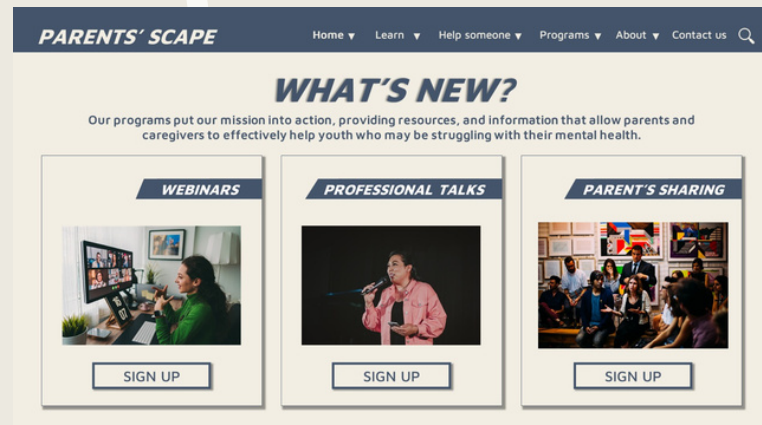 PARENTS’ SCAPE
Home ▼ Learn ▼ Help someone ▼ Programs ▼ About ▼ Contact us
WHAT’S NEW?
Our programs put our mission into action, providing resources, and information that allow parents and
caregivers to effectively help youth who may be struggling with their mental health.
WEBINARS
PROFESSIONAL TALKS
PARENT’S SHARING
SIGN UP
SIGN UP
SIGN UP